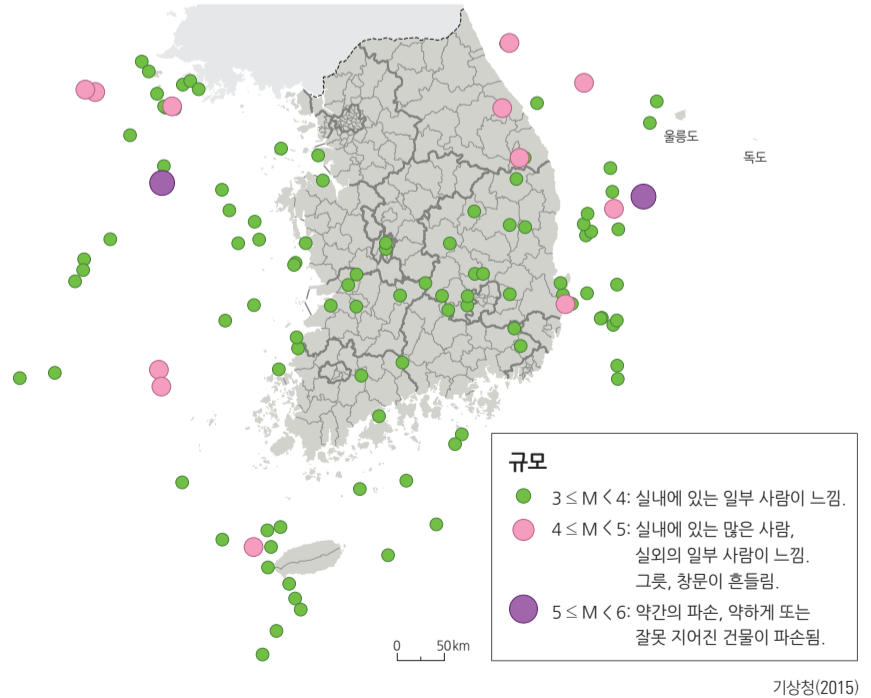 울릉도
독도
규모
3 ≤ M < 4: 실내에 있는 일부 사람이 느낌.
4 ≤ M < 5: 실내에 있는 많은 사람,
실외의 일부 사람이 느낌.
그릇, 창문이 흔들림.
5 ≤ M < 6: 약간의 파손, 약하게 또는
잘못 지어진 건물이 파손됨.
0 50km
기상청(2015)